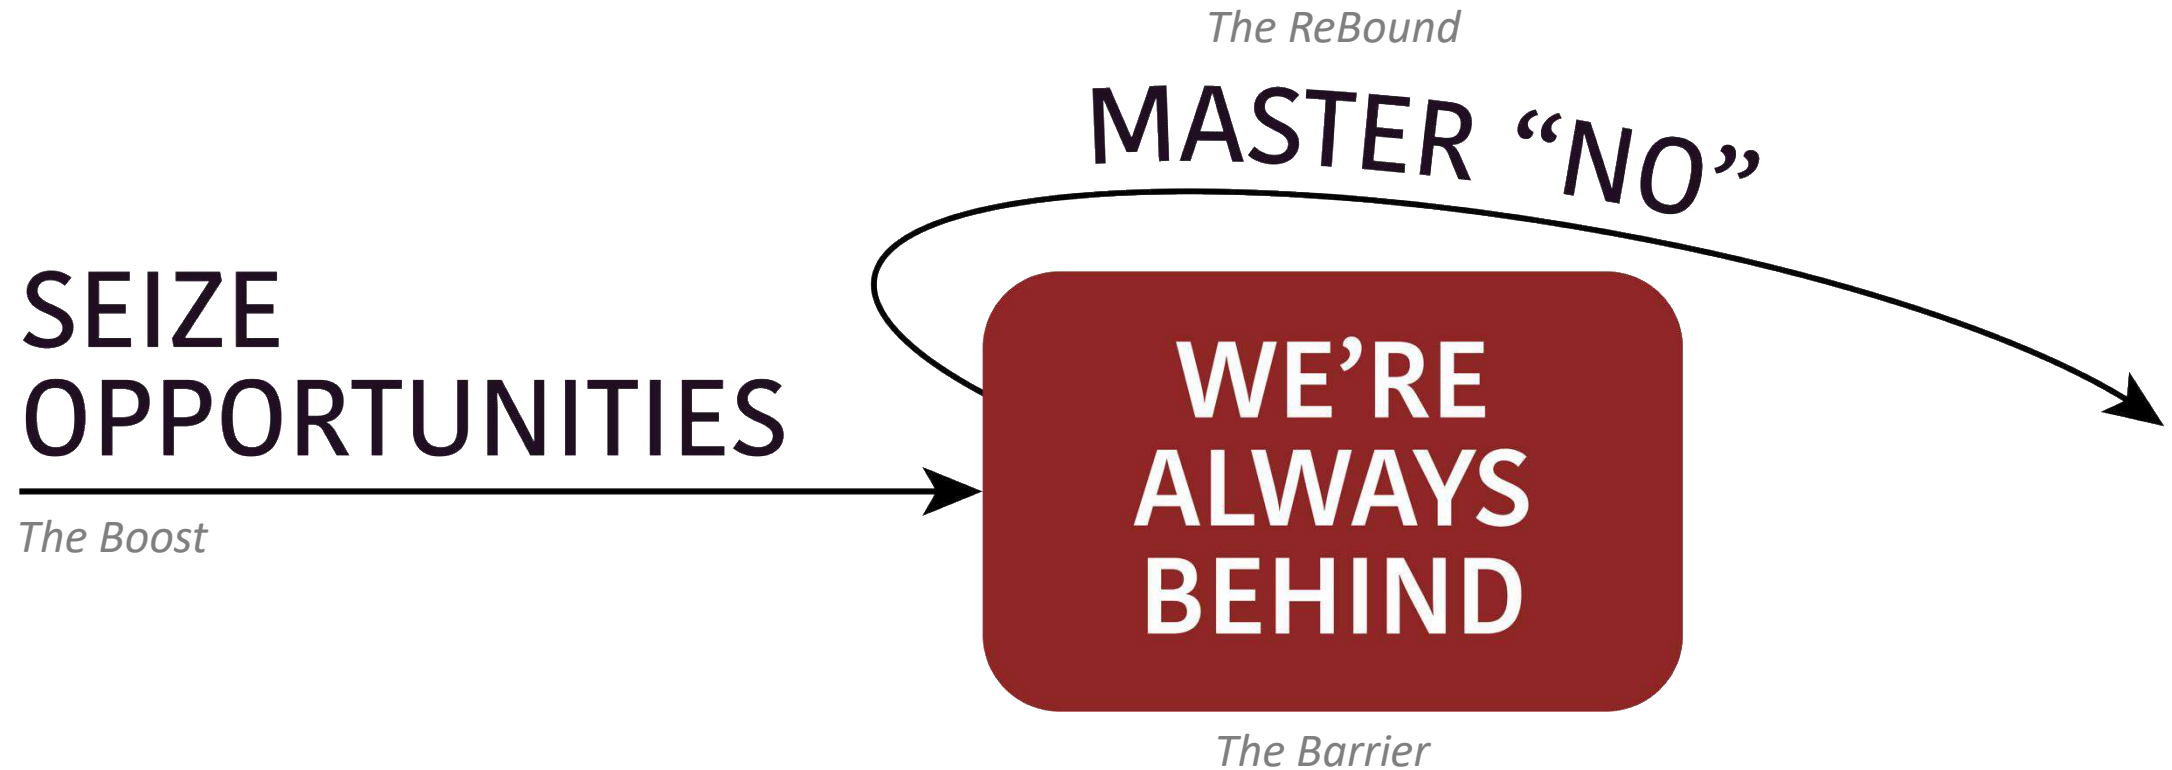 The ReBound
MASTER “NO”
SEIZE
OPPORTUNITIES
The Boost
WE’RE
ALWAYS
BEHIND
The Barrier